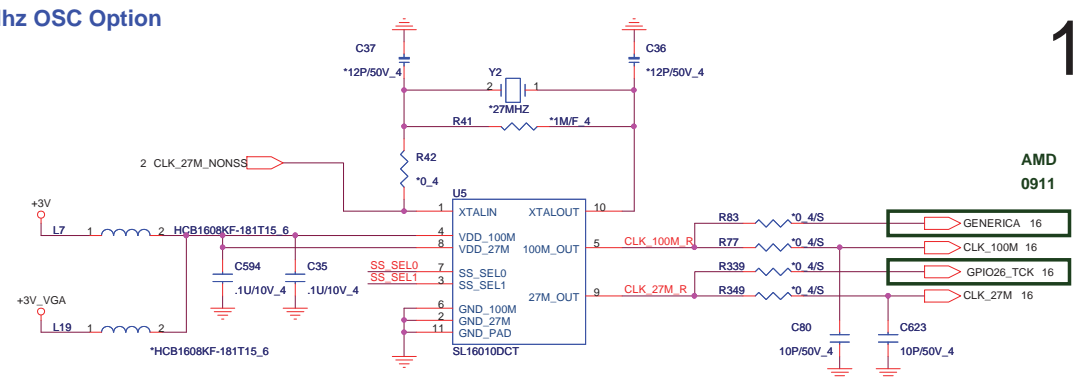 lhz OSC Option
1
C37
*12P/50V_4
C36
*12P/50V_4
Y2
2
1
*27MHZ
R41
*1M/F_4
R42
*0_4
2 CLK_27M_NONSS
AMD
0911
+3V
L7
1
2
HCB1608KF-181T15_6
C594
.1U/10V_4
C35
.1U/10V_4
+3V_VGA
L19
1
2
*HCB1608KF-181T15_6
U5
1
XTALIN
XTALOUT
10
4
VDD_100M
8
VDD_27M
100M_OUT
5
CLK_100M_R
SS_SEL0
7
SS_SEL0
SS_SEL1
3
SS_SEL1
27M_OUT
9
CLK_27M_R
6
GND_100M
2
GND_27M
11
GND_PAD
SL16010DCT
R83
*0_4/S
GENERICA 16
R77
*0_4/S
CLK_100M 16
R339
*0_4/S
GPIO26_TCK 16
R349
*0_4/S
CLK_27M 16
C80
10P/50V_4
C623
10P/50V_4